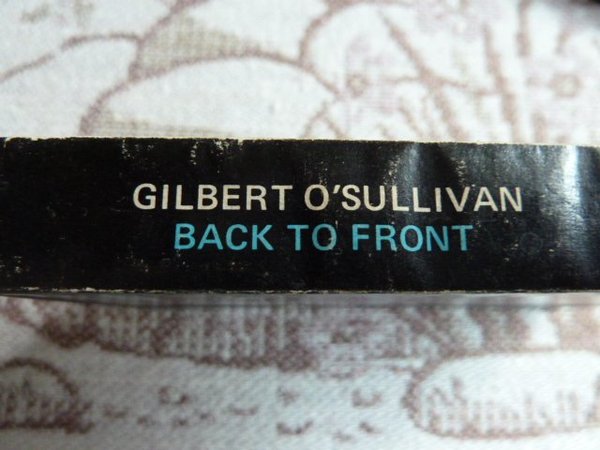 GILBERT O'SULLIVAN
BACK TO FRONT